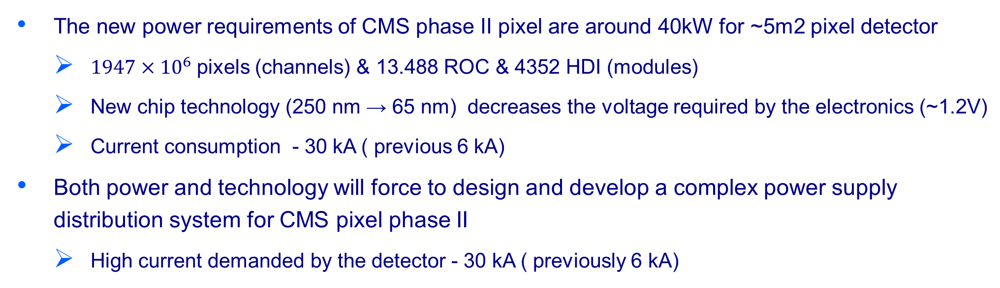 • The new power requirements of CMS phase II pixel are around 40kW for ~5m2 pixel detector
➢ 1947 × 10⁶ pixels (channels) & 13.488 ROC & 4352 HDI (modules)
➢ New chip technology (250 nm → 65 nm)  decreases the voltage required by the electronics (~1.2V)
➢ Current consumption  - 30 kA ( previous 6 kA)
• Both power and technology will force to design and develop a complex power supply
distribution system for CMS pixel phase II
➢ High current demanded by the detector - 30 kA ( previously 6 kA)